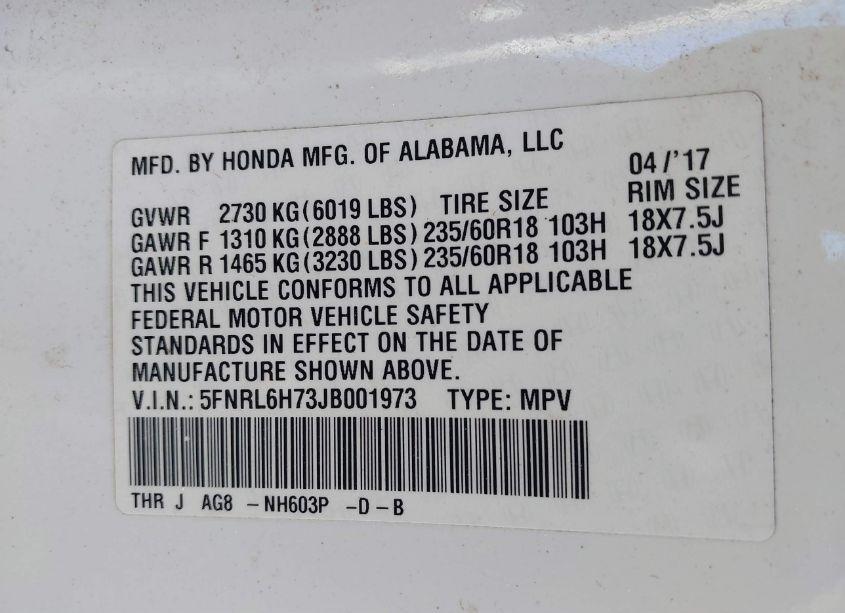 MFD. BY HONDA MFG. OF ALABAMA, LLC 04/'17
GVWR 2730 KG (6019 LBS) TIRE SIZE RIM SIZE
GAWR F 1310 KG (2888 LBS) 235/60R18 103H 18X7.5J
GAWR R 1465 KG (3230 LBS) 235/60R18 103H 18X7.5J
THIS VEHICLE CONFORMS TO ALL APPLICABLE
FEDERAL MOTOR VEHICLE SAFETY
STANDARDS IN EFFECT ON THE DATE OF
MANUFACTURE SHOWN ABOVE.
V.I.N.: 5FNRL6H73JB001973 TYPE: MPV
THR J AG8 -NH603P -D-B